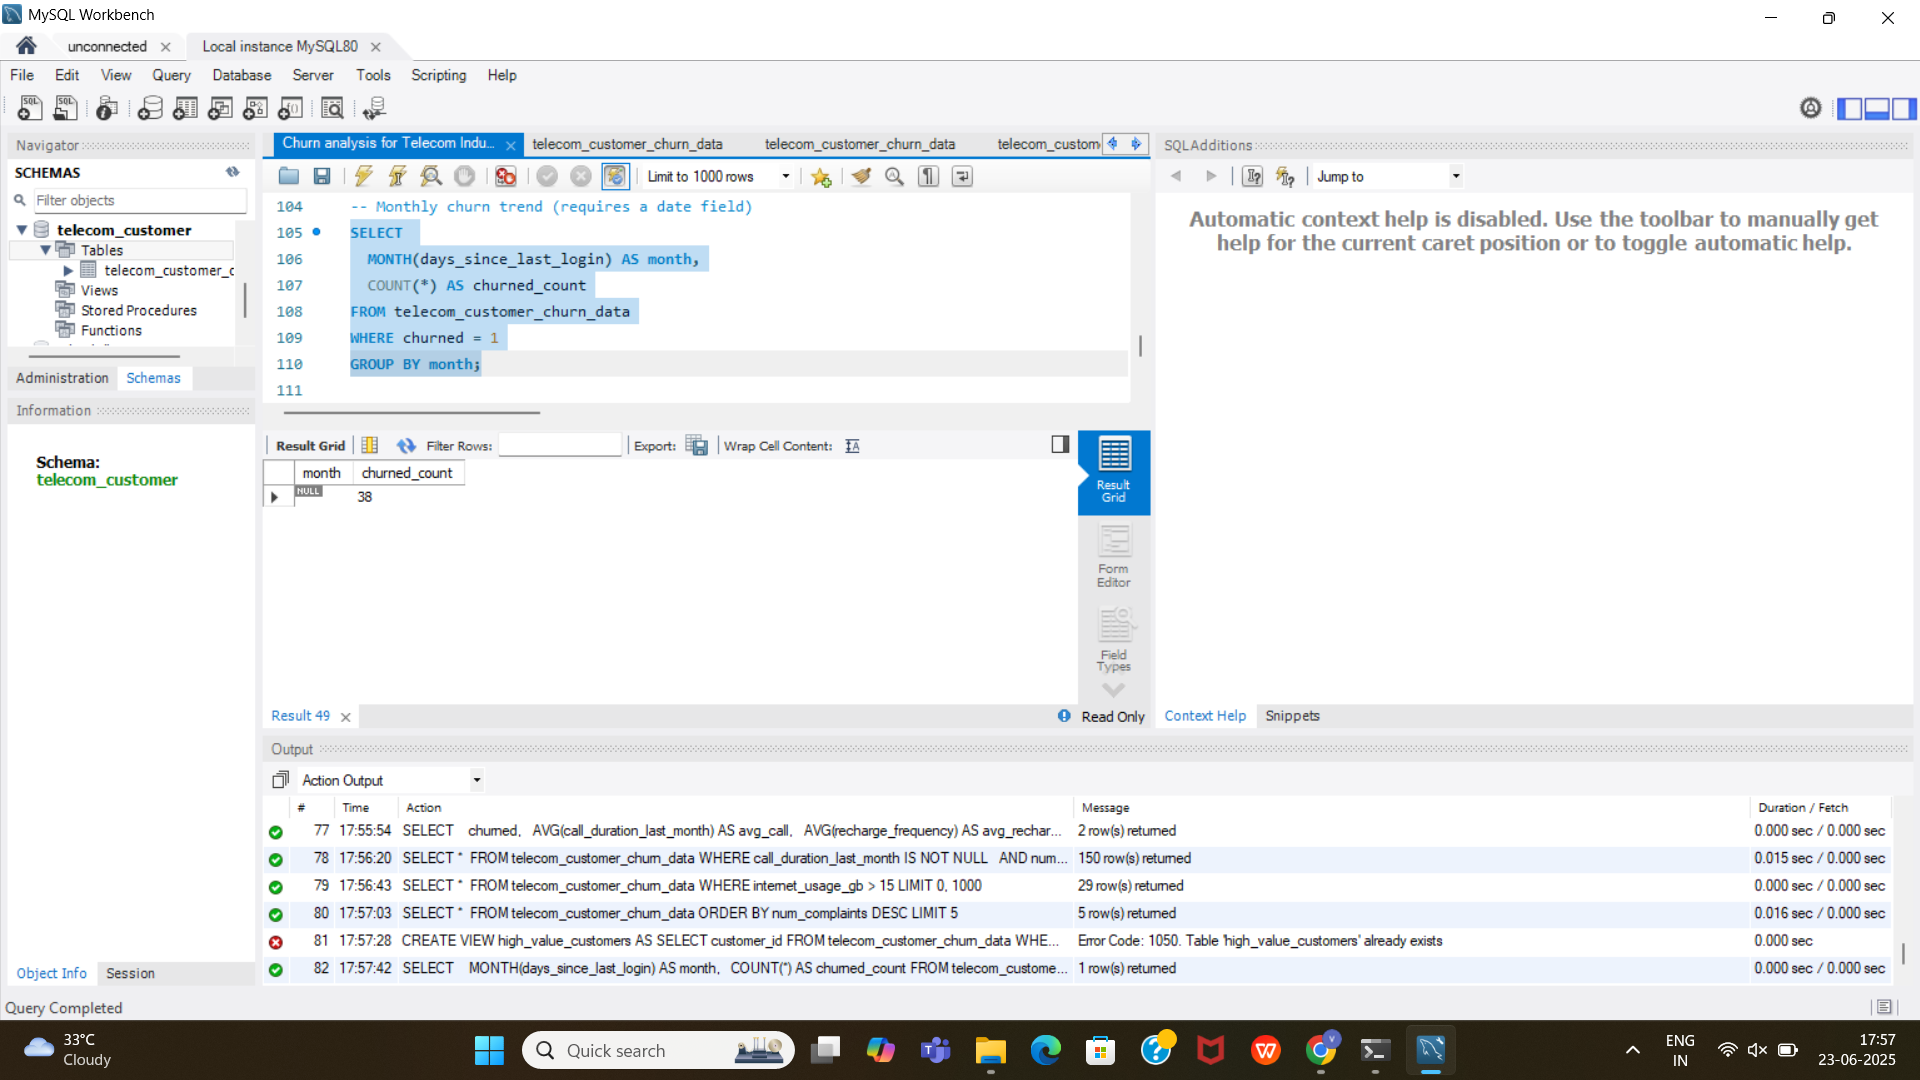 MySQL Workbench
unconnected
Local instance MySQL80
File Edit View Query Database Server Tools Scripting Help
Navigator
SCHEMAS
Filter objects
telecom_customer
Tables
telecom_customer_c
Views
Stored Procedures
Functions
Administration Schemas
Information
Schema:
telecom_customer
Object Info Session
Query Completed
Churn analysis for Telecom Indu...
telecom_customer_churn_data
telecom_customer_churn_data
telecom_custom
Limit to 1000 rows
104 -- Monthly churn trend (requires a date field)
105 SELECT
106 MONTH(days_since_last_login) AS month,
107 COUNT(*) AS churned_count
108 FROM telecom_customer_churn_data
109 WHERE churned = 1
110 GROUP BY month;
111
Result Grid Filter Rows: Export: Wrap Cell Content:
month churned_count
NULL 38
Result Grid
Form Editor
Field Types
Result 49
Read Only
SQLAdditions
Jump to
Automatic context help is disabled. Use the toolbar to manually get
help for the current caret position or to toggle automatic help.
Context Help Snippets
Output
Action Output
# Time Action Message Duration / Fetch
77 17:55:54 SELECT churned, AVG(call_duration_last_month) AS avg_call, AVG(recharge_frequency) AS avg_rechar... 2 row(s) returned 0.000 sec / 0.000 sec
78 17:56:20 SELECT * FROM telecom_customer_churn_data WHERE call_duration_last_month IS NOT NULL AND num... 150 row(s) returned 0.015 sec / 0.000 sec
79 17:56:43 SELECT * FROM telecom_customer_churn_data WHERE internet_usage_gb > 15 LIMIT 0, 1000 29 row(s) returned 0.000 sec / 0.000 sec
80 17:57:03 SELECT * FROM telecom_customer_churn_data ORDER BY num_complaints DESC LIMIT 5 5 row(s) returned 0.016 sec / 0.000 sec
81 17:57:28 CREATE VIEW high_value_customers AS SELECT customer_id FROM telecom_customer_churn_data WHE... Error Code: 1050. Table 'high_value_customers' already exists 0.000 sec
82 17:57:42 SELECT MONTH(days_since_last_login) AS month, COUNT(*) AS churned_count FROM telecom_custome... 1 row(s) returned 0.000 sec / 0.000 sec
33°C
Cloudy
Quick search
ENG
IN
17:57
23-06-2025